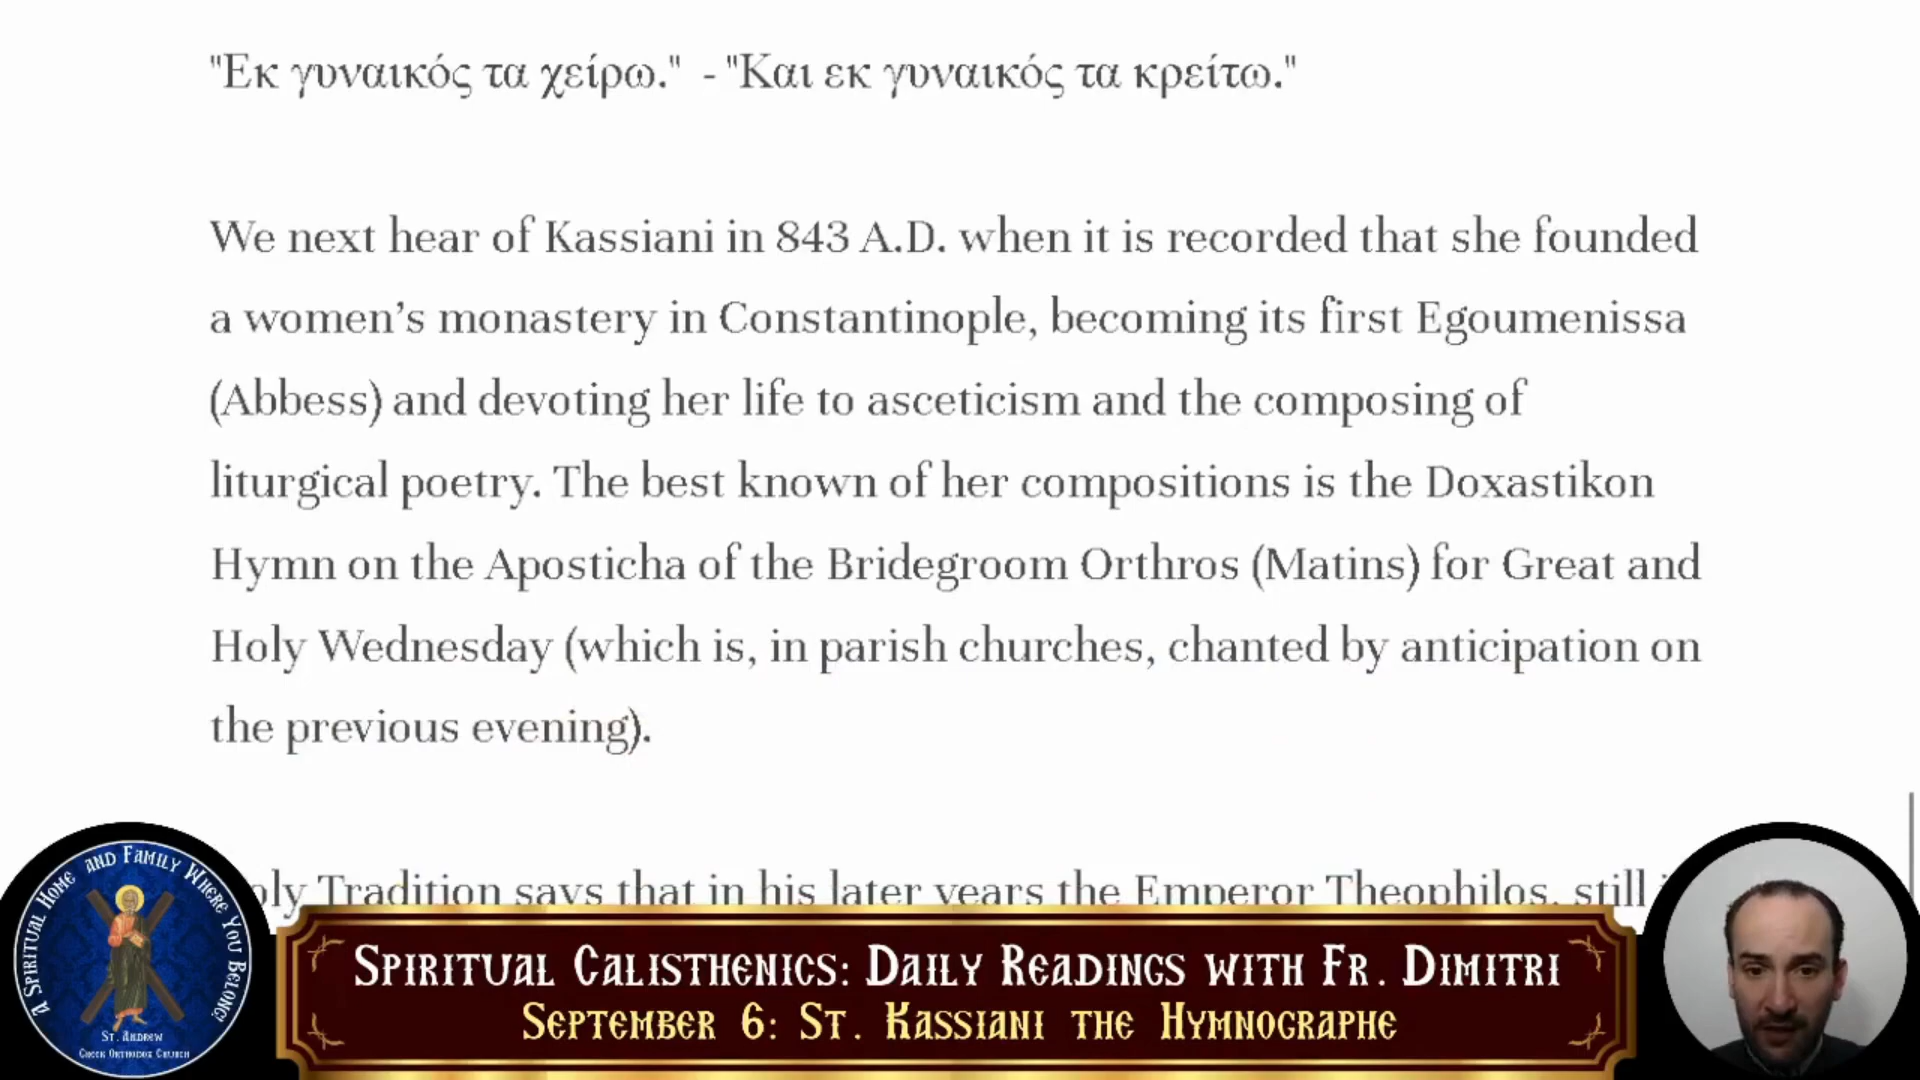 "Εκ γυναικός τα χείρω." - "Και εκ γυναικός τα κρείτω."
We next hear of Kassiani in 843 A.D. when it is recorded that she founded
a women’s monastery in Constantinople, becoming its first Egoumenissa
(Abbess) and devoting her life to asceticism and the composing of
liturgical poetry. The best known of her compositions is the Doxastikon
Hymn on the Aposticha of the Bridegroom Orthros (Matins) for Great and
Holy Wednesday (which is, in parish churches, chanted by anticipation on
the previous evening).
oly Tradition says that in his later years the Emperor Theophilos, still
A Spiritual Home and Family Where You Belong!
St. Andrew
Greek Orthodox Church
Spiritual Calisthenics: Daily Readings with Fr. Dimitri
September 6: St. Kassiani the Hymnographe